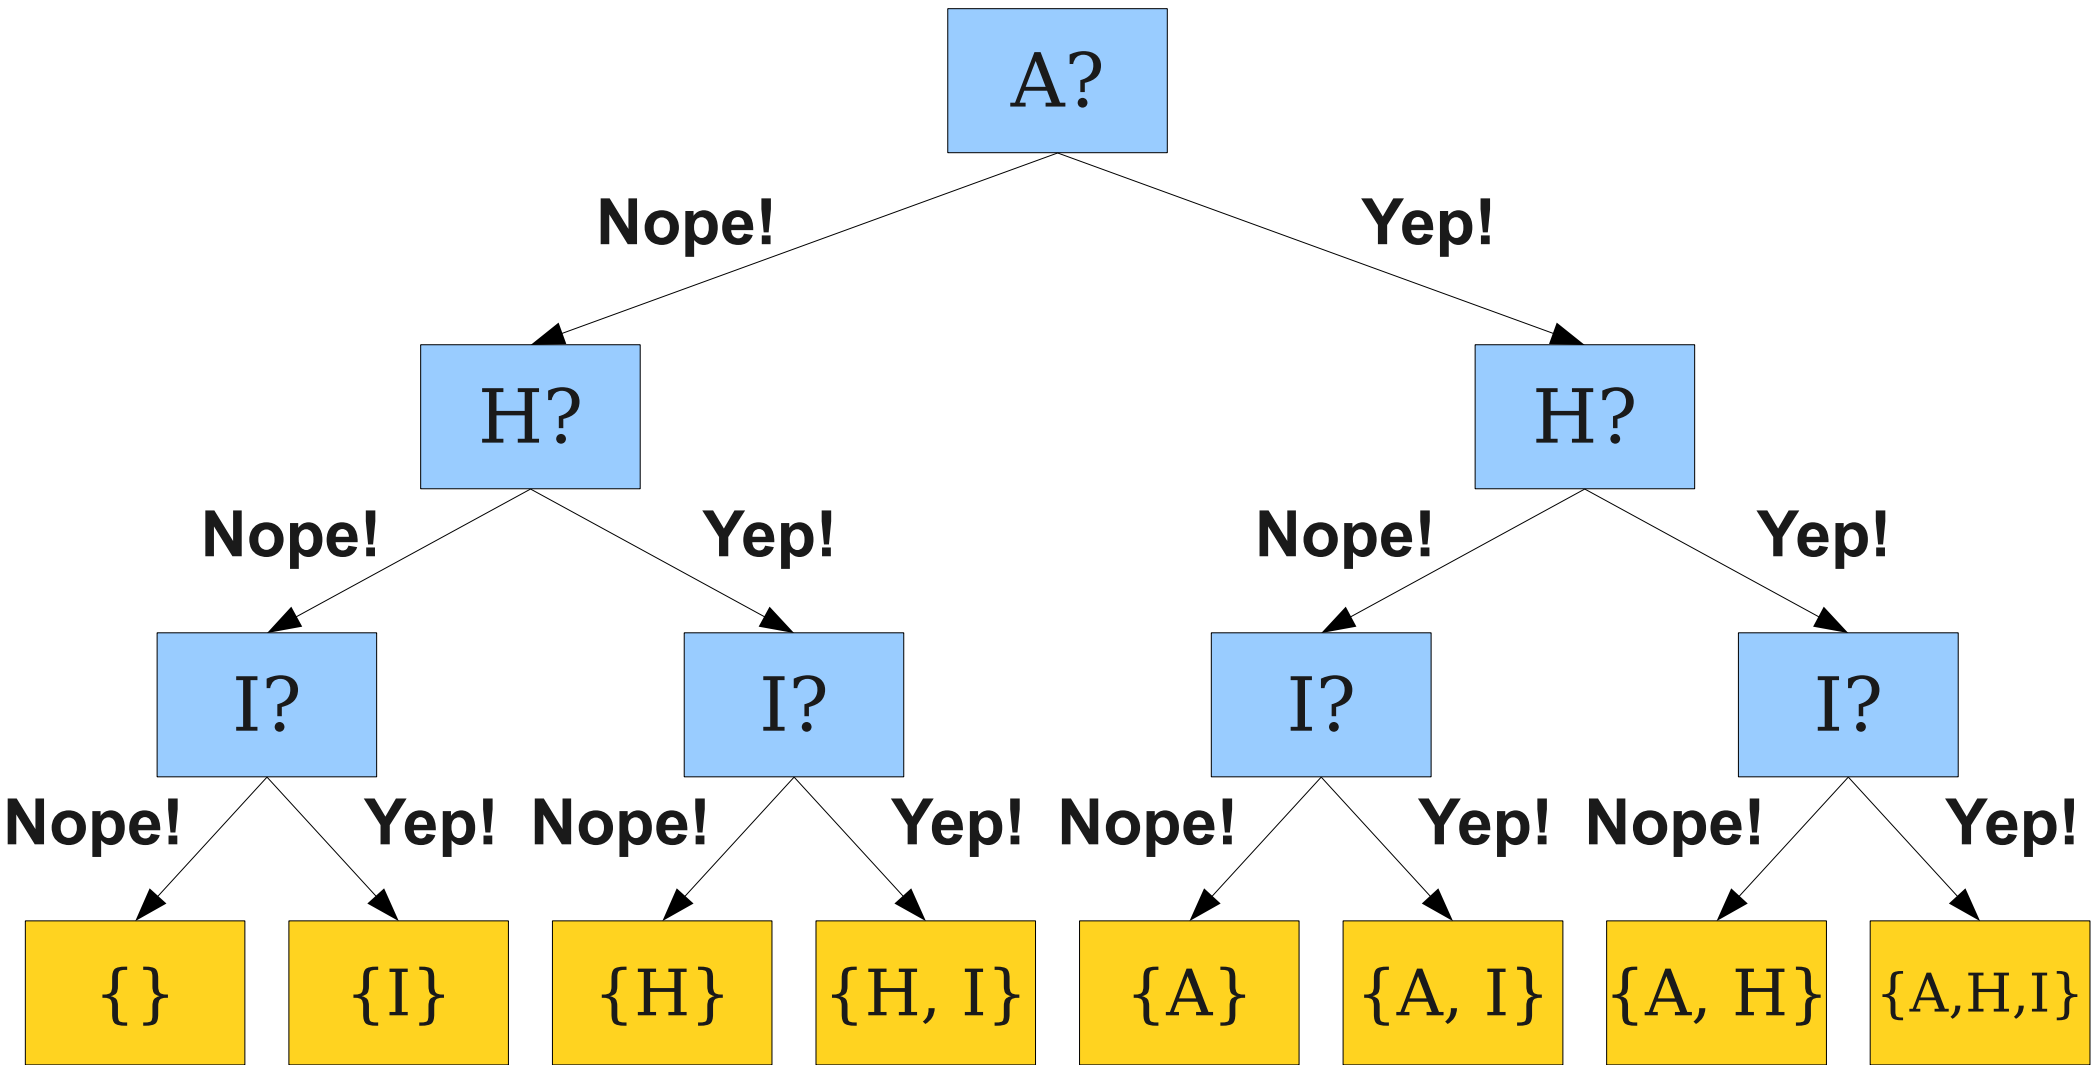 A?
Nope! Yep!
H? H?
Nope! Yep! Nope! Yep!
I? I? I? I?
Nope! Yep! Nope! Yep! Nope! Yep! Nope! Yep!
{} {I} {H} {H, I} {A} {A, I} {A, H} {A,H,I}